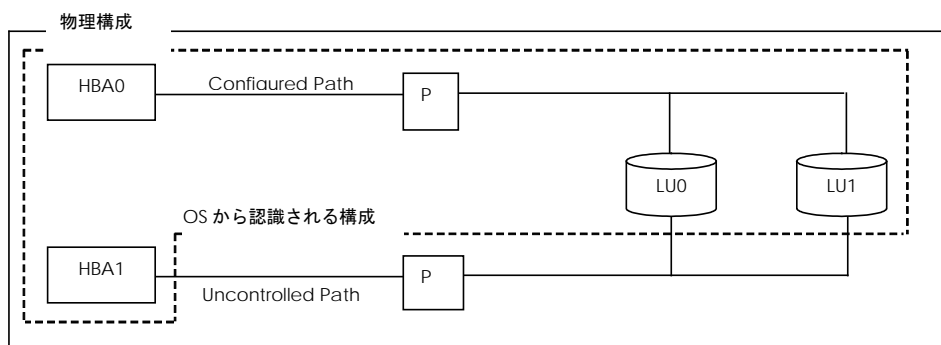 物理構成
HBA0
Configured Path
P
LU0
LU1
OS から認識される構成
HBA1
Uncontrolled Path
P